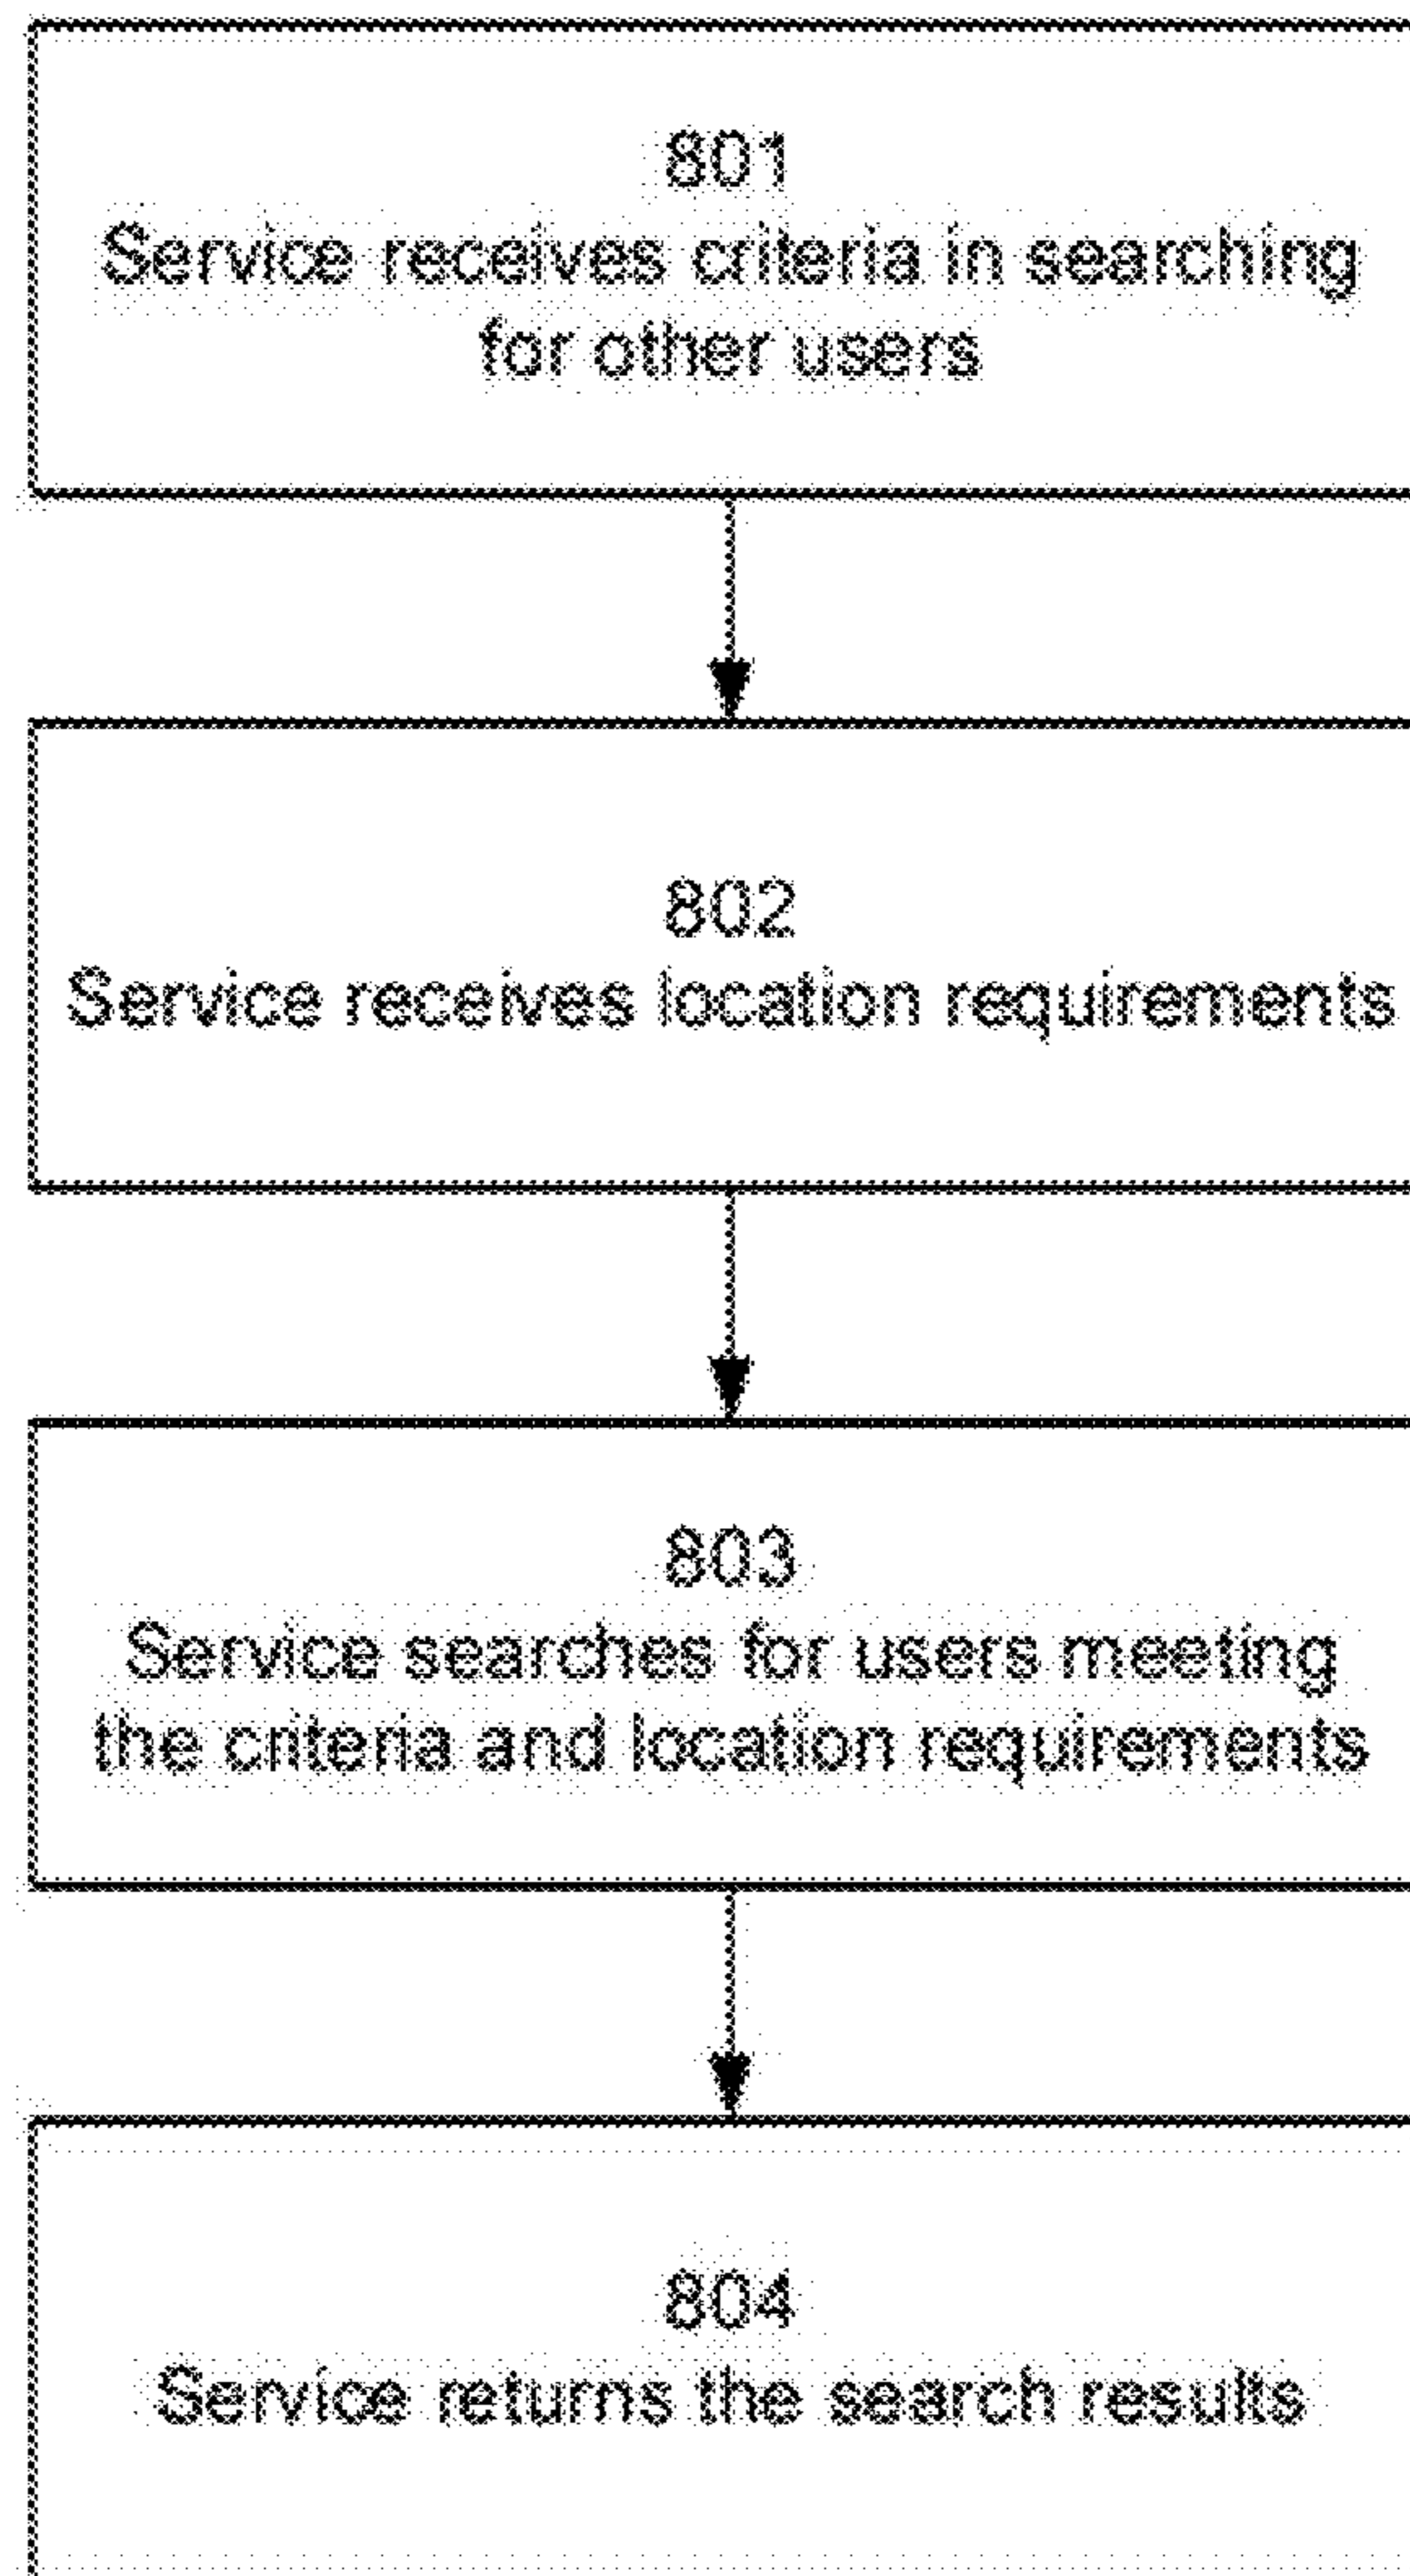 801
Service receives criteria in searching
for other users
802
Service receives location requirements
803
Service searches for users meeting
the criteria and location requirements
804
Service returns the search results